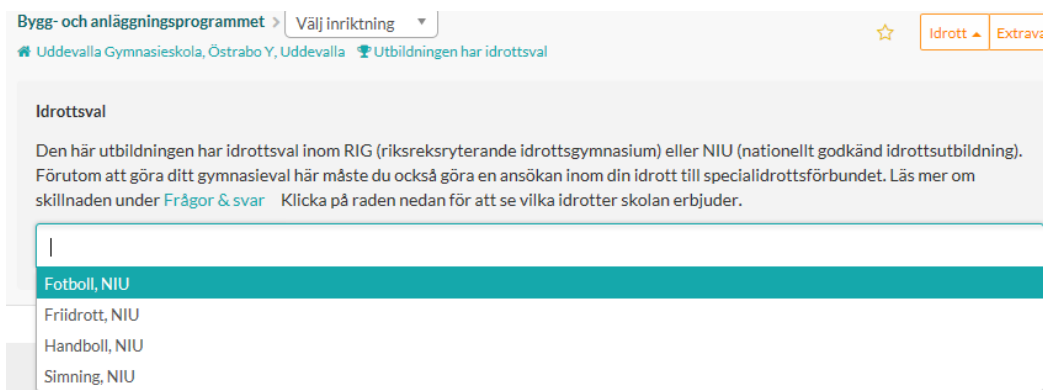 Bygg- och anläggningsprogrammet > Välj inriktning
Idrott Extrava
Uddevalla Gymnasieskola, Östrabo Y, Uddevalla Utbildningen har idrottsval
Idrottsval
Den här utbildningen har idrottsval inom RIG (riksreksryterande idrottsgymnasium) eller NIU (nationellt godkänd idrottsutbildning).
Förutom att göra ditt gymnasieval här måste du också göra en ansökan inom din idrott till specialidrottsförbundet. Läs mer om
skillnaden under Frågor & svar Klicka på raden nedan för att se vilka idrotter skolan erbjuder.
Fotboll, NIU
Friidrott, NIU
Handboll, NIU
Simning, NIU